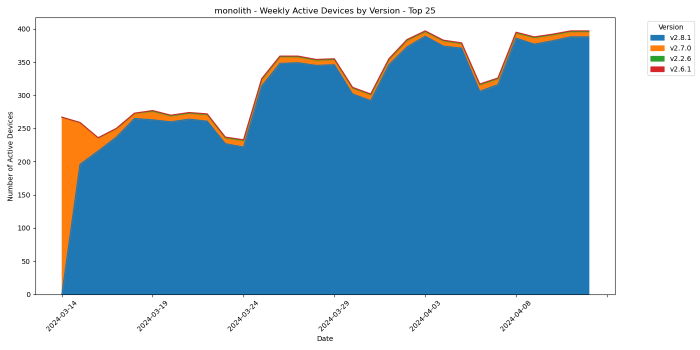 monolith - Weekly Active Devices by Version - Top 25
Number of Active Devices
400
350
300
250
200
150
100
50
0
2024-03-14
2024-03-19
2024-03-24
2024-03-29
2024-04-03
2024-04-08
Date
Version
v2.8.1
v2.7.0
v2.2.6
v2.6.1